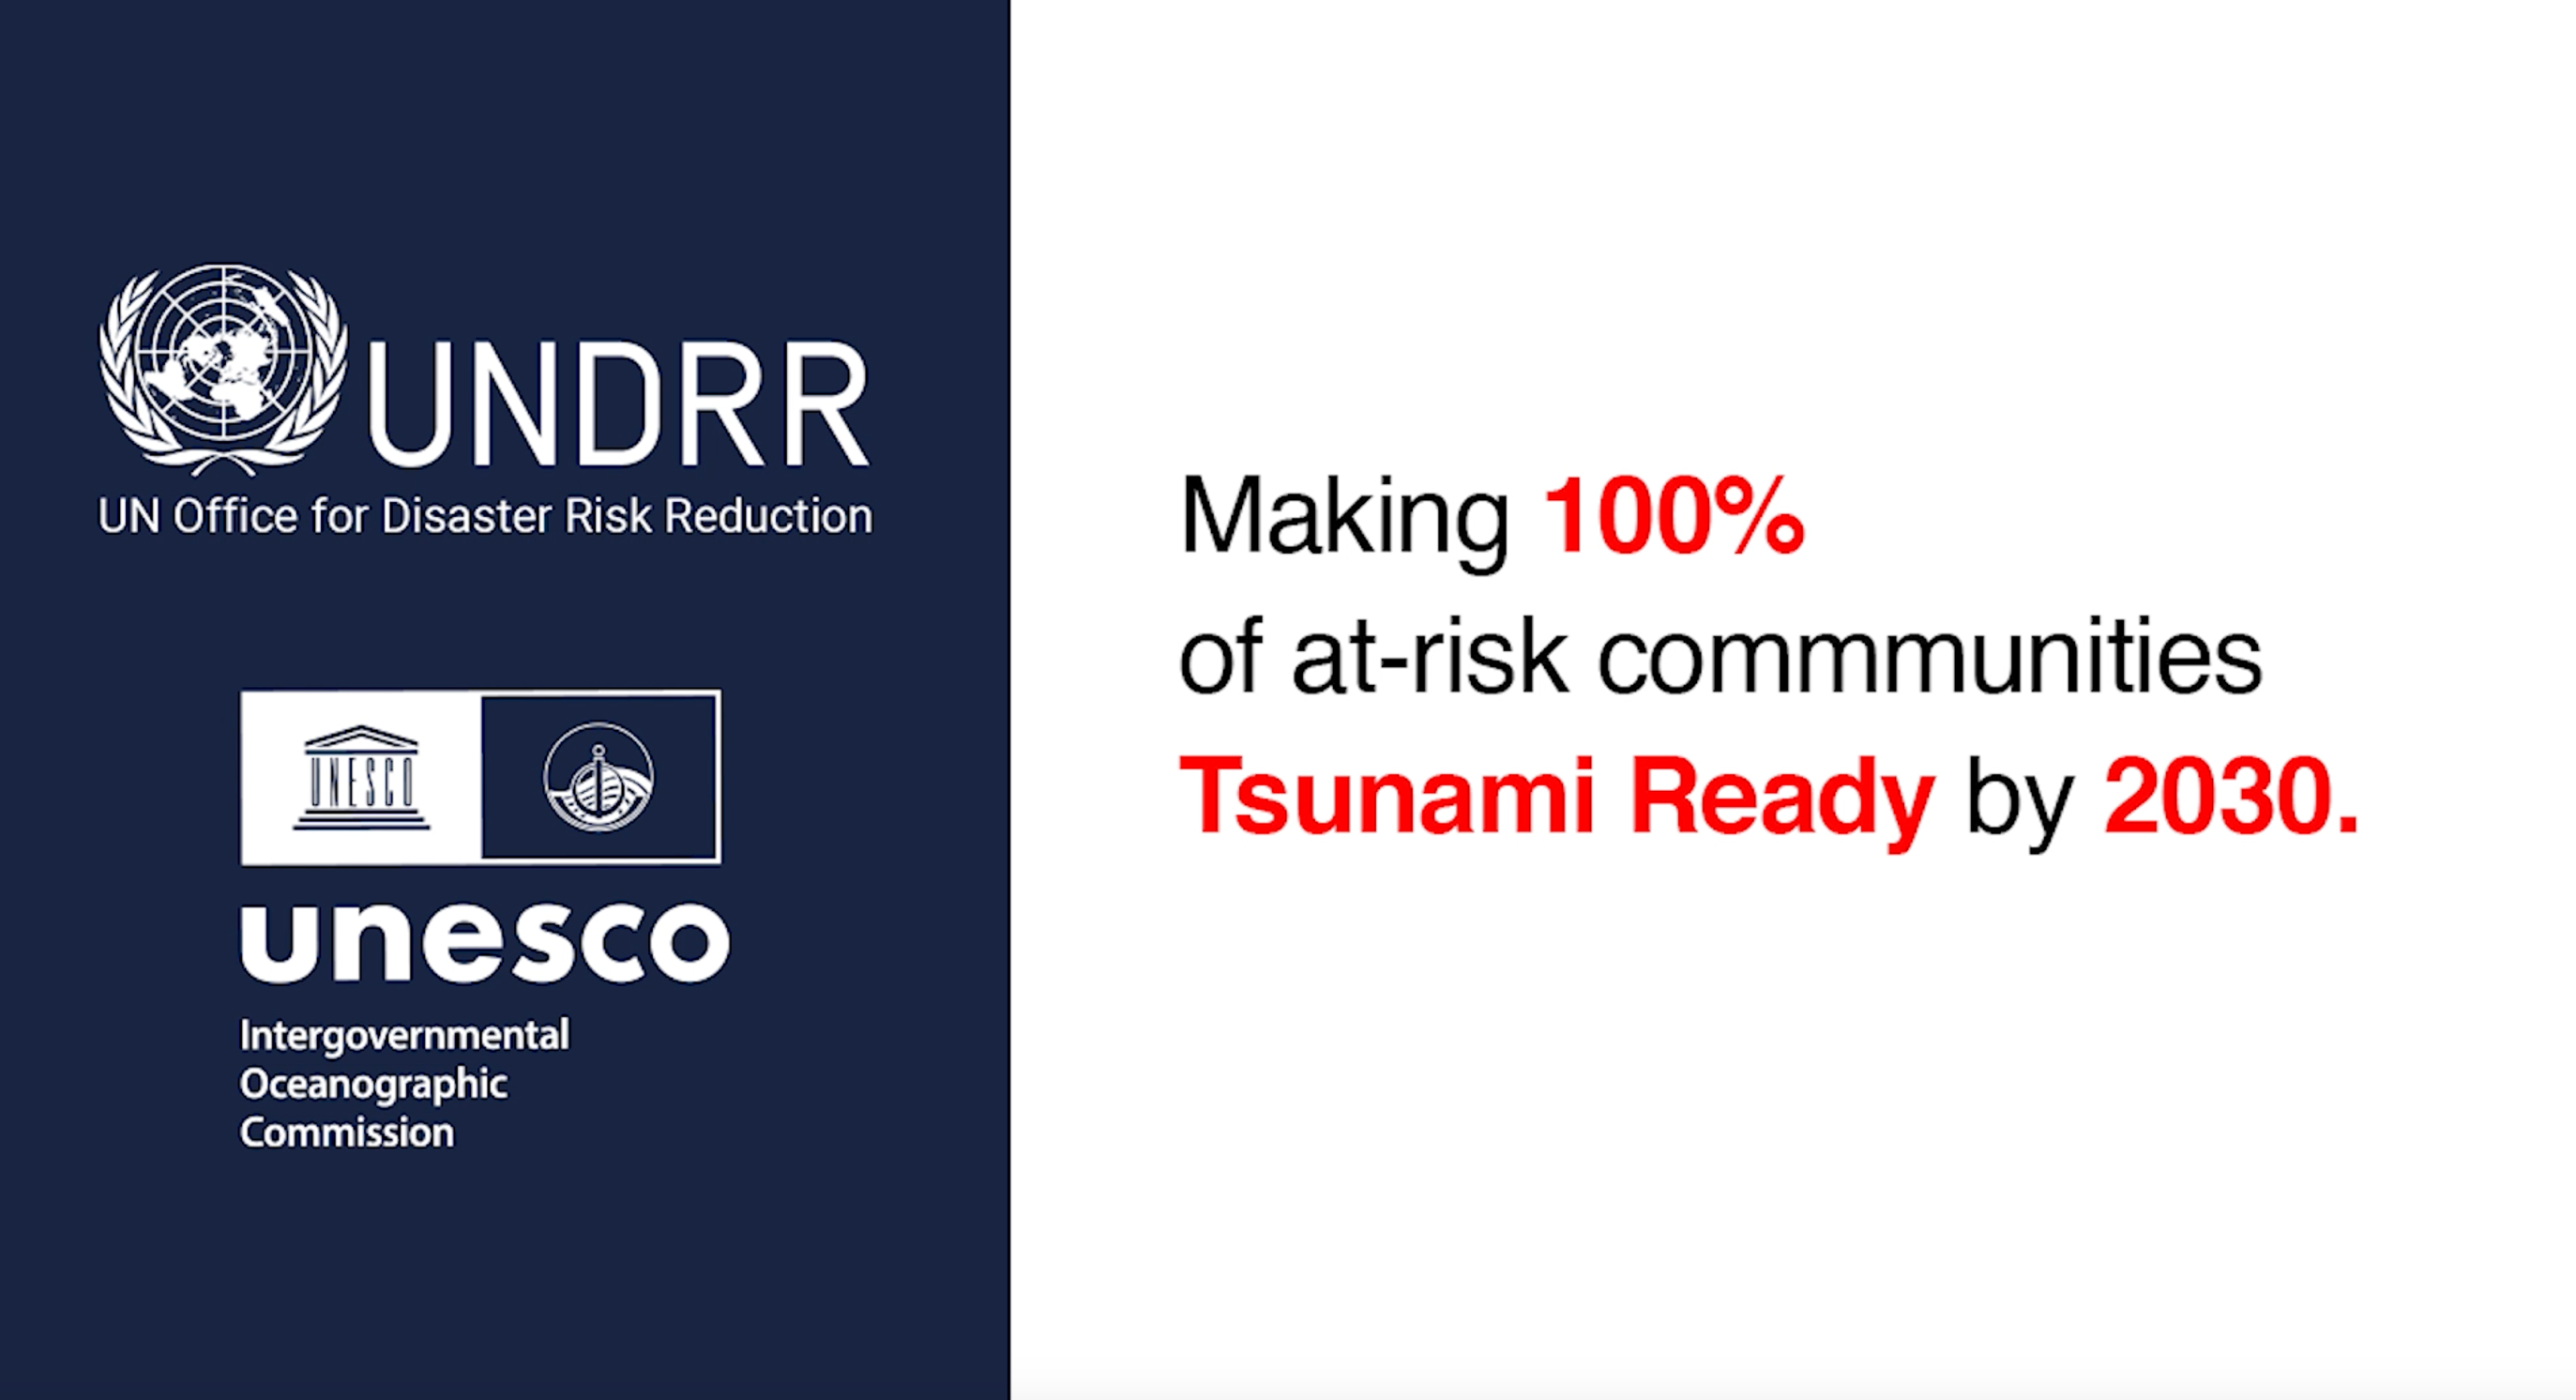 UNDRR
UN Office for Disaster Risk Reduction
UNESCO
unesco
Intergovernmental
Oceanographic
Commission
Making 100%
of at-risk commmunities
Tsunami Ready by 2030.